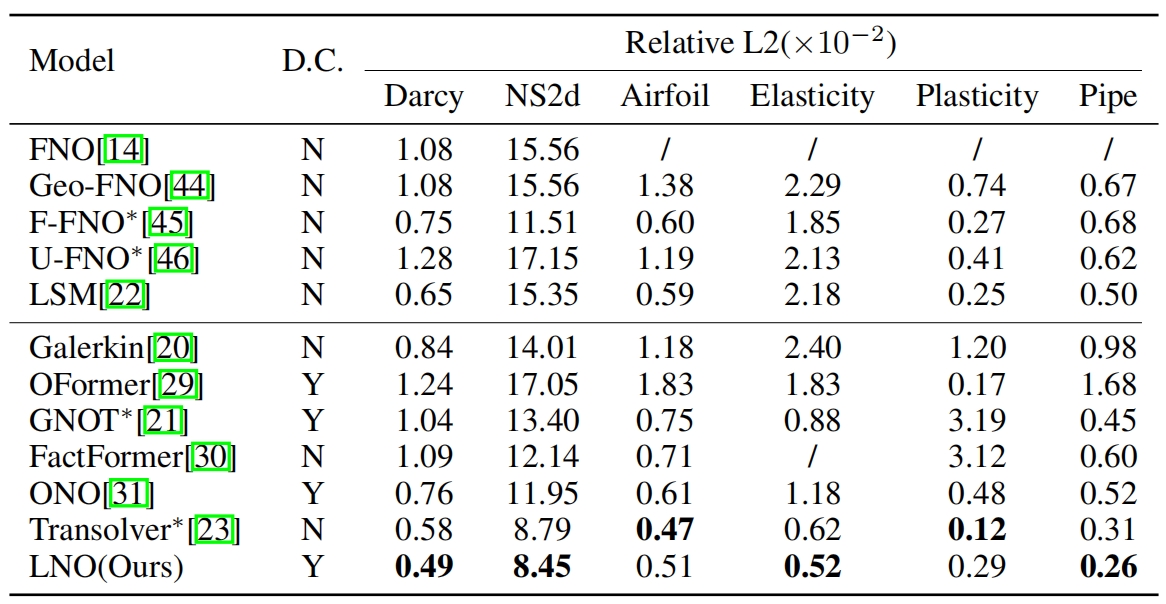 Model D.C. Relative L2(×10⁻²)
Darcy NS2d Airfoil Elasticity Plasticity Pipe
FNO[14] N 1.08 15.56 / / / /
Geo-FNO[44] N 1.08 15.56 1.38 2.29 0.74 0.67
F-FNO*[45] N 0.75 11.51 0.60 1.85 0.27 0.68
U-FNO*[46] N 1.28 17.15 1.19 2.13 0.41 0.62
LSM[22] N 0.65 15.35 0.59 2.18 0.25 0.50
Galerkin[20] N 0.84 14.01 1.18 2.40 1.20 0.98
OFormer[29] Y 1.24 17.05 1.83 1.83 0.17 1.68
GNOT*[21] Y 1.04 13.40 0.75 0.88 3.19 0.45
FactFormer[30] N 1.09 12.14 0.71 / 3.12 0.60
ONO[31] Y 0.76 11.95 0.61 1.18 0.48 0.52
Transolver*[23] N 0.58 8.79 0.47 0.62 0.12 0.31
LNO(Ours) Y 0.49 8.45 0.51 0.52 0.29 0.26